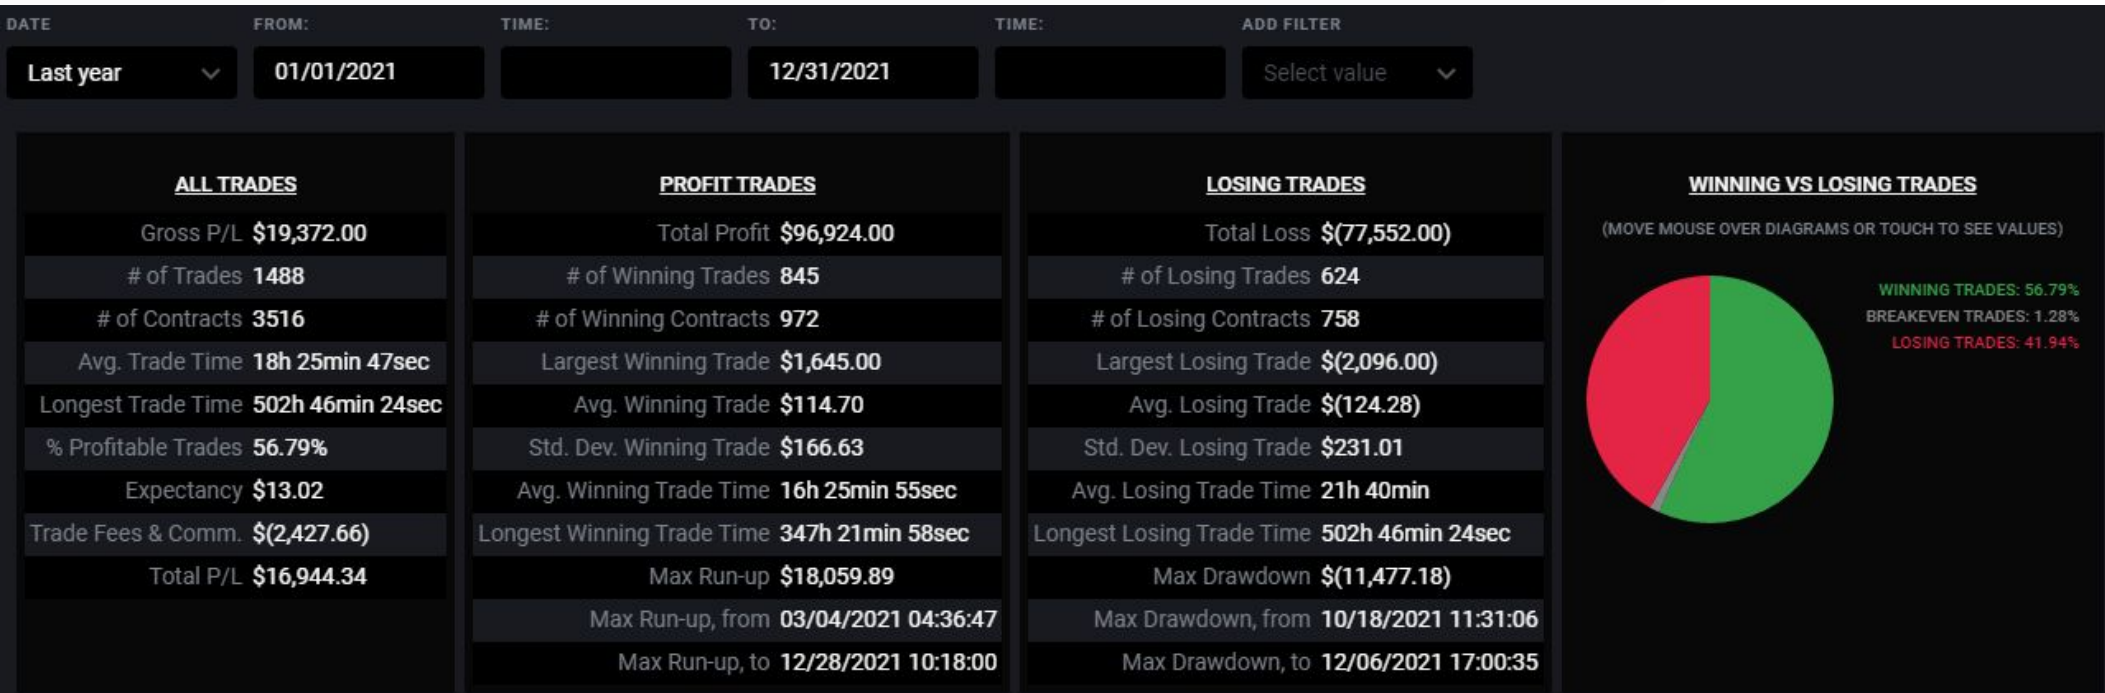 DATE FROM: TIME: TO: TIME: ADD FILTER
Last year 01/01/2021 12/31/2021 Select value
ALL TRADES
Gross P/L $19,372.00
# of Trades 1488
# of Contracts 3516
Avg. Trade Time 18h 25min 47sec
Longest Trade Time 502h 46min 24sec
% Profitable Trades 56.79%
Expectancy $13.02
Trade Fees & Comm. $(2,427.66)
Total P/L $16,944.34
PROFIT TRADES
Total Profit $96,924.00
# of Winning Trades 845
# of Winning Contracts 972
Largest Winning Trade $1,645.00
Avg. Winning Trade $114.70
Std. Dev. Winning Trade $166.63
Avg. Winning Trade Time 16h 25min 55sec
Longest Winning Trade Time 347h 21min 58sec
Max Run-up $18,059.89
Max Run-up, from 03/04/2021 04:36:47
Max Run-up, to 12/28/2021 10:18:00
LOSING TRADES
Total Loss $(77,552.00)
# of Losing Trades 624
# of Losing Contracts 758
Largest Losing Trade $(2,096.00)
Avg. Losing Trade $(124.28)
Std. Dev. Losing Trade $231.01
Avg. Losing Trade Time 21h 40min
Longest Losing Trade Time 502h 46min 24sec
Max Drawdown $(11,477.18)
Max Drawdown, from 10/18/2021 11:31:06
Max Drawdown, to 12/06/2021 17:00:35
WINNING VS LOSING TRADES
(MOVE MOUSE OVER DIAGRAMS OR TOUCH TO SEE VALUES)
WINNING TRADES: 56.79%
BREAKEVEN TRADES: 1.28%
LOSING TRADES: 41.94%